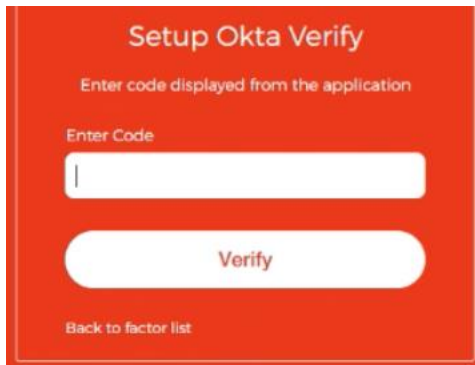 Setup Okta Verify
Enter code displayed from the application
Enter Code
Verify
Back to factor list